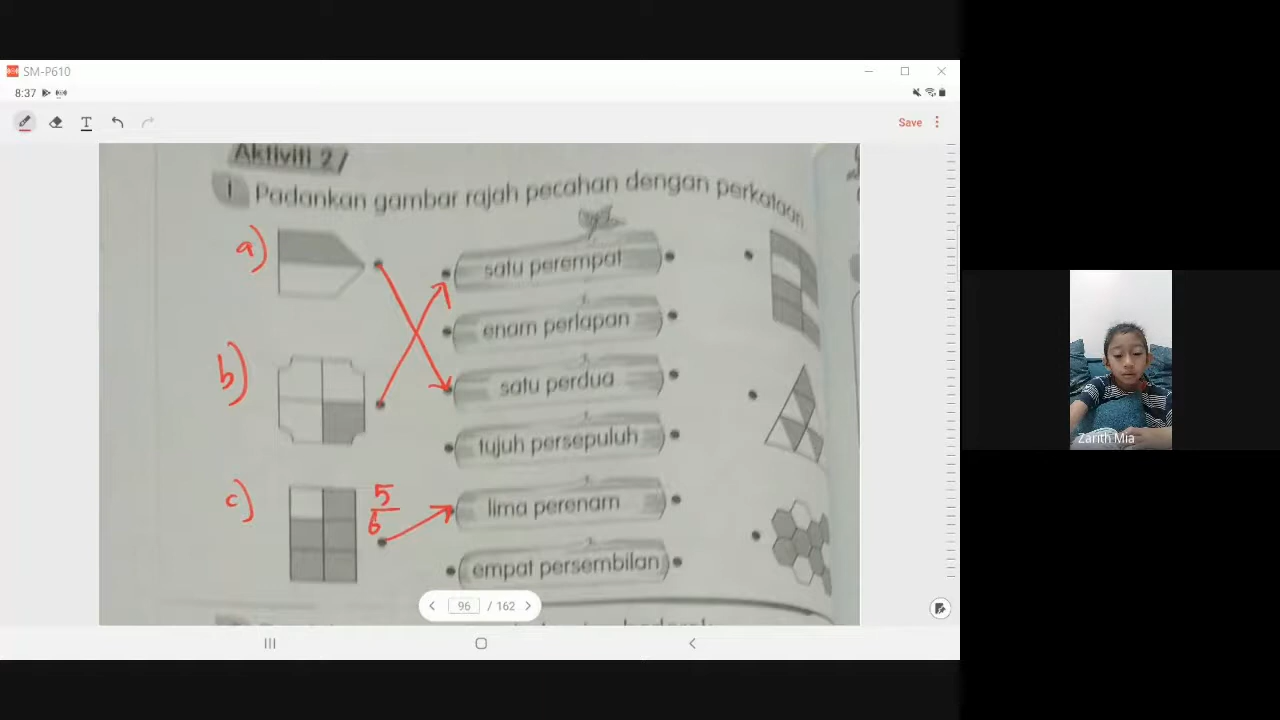 SM-P610
8:37
Save
Aktiviti 2
1 Padankan gambar rajah pecahan dengan perkataan
a)
satu perempat
enam perlapan
b)
satu perdua
tujuh persepuluh
c)
5
6
lima perenam
empat persembilan
96 / 162
Zarith Mia